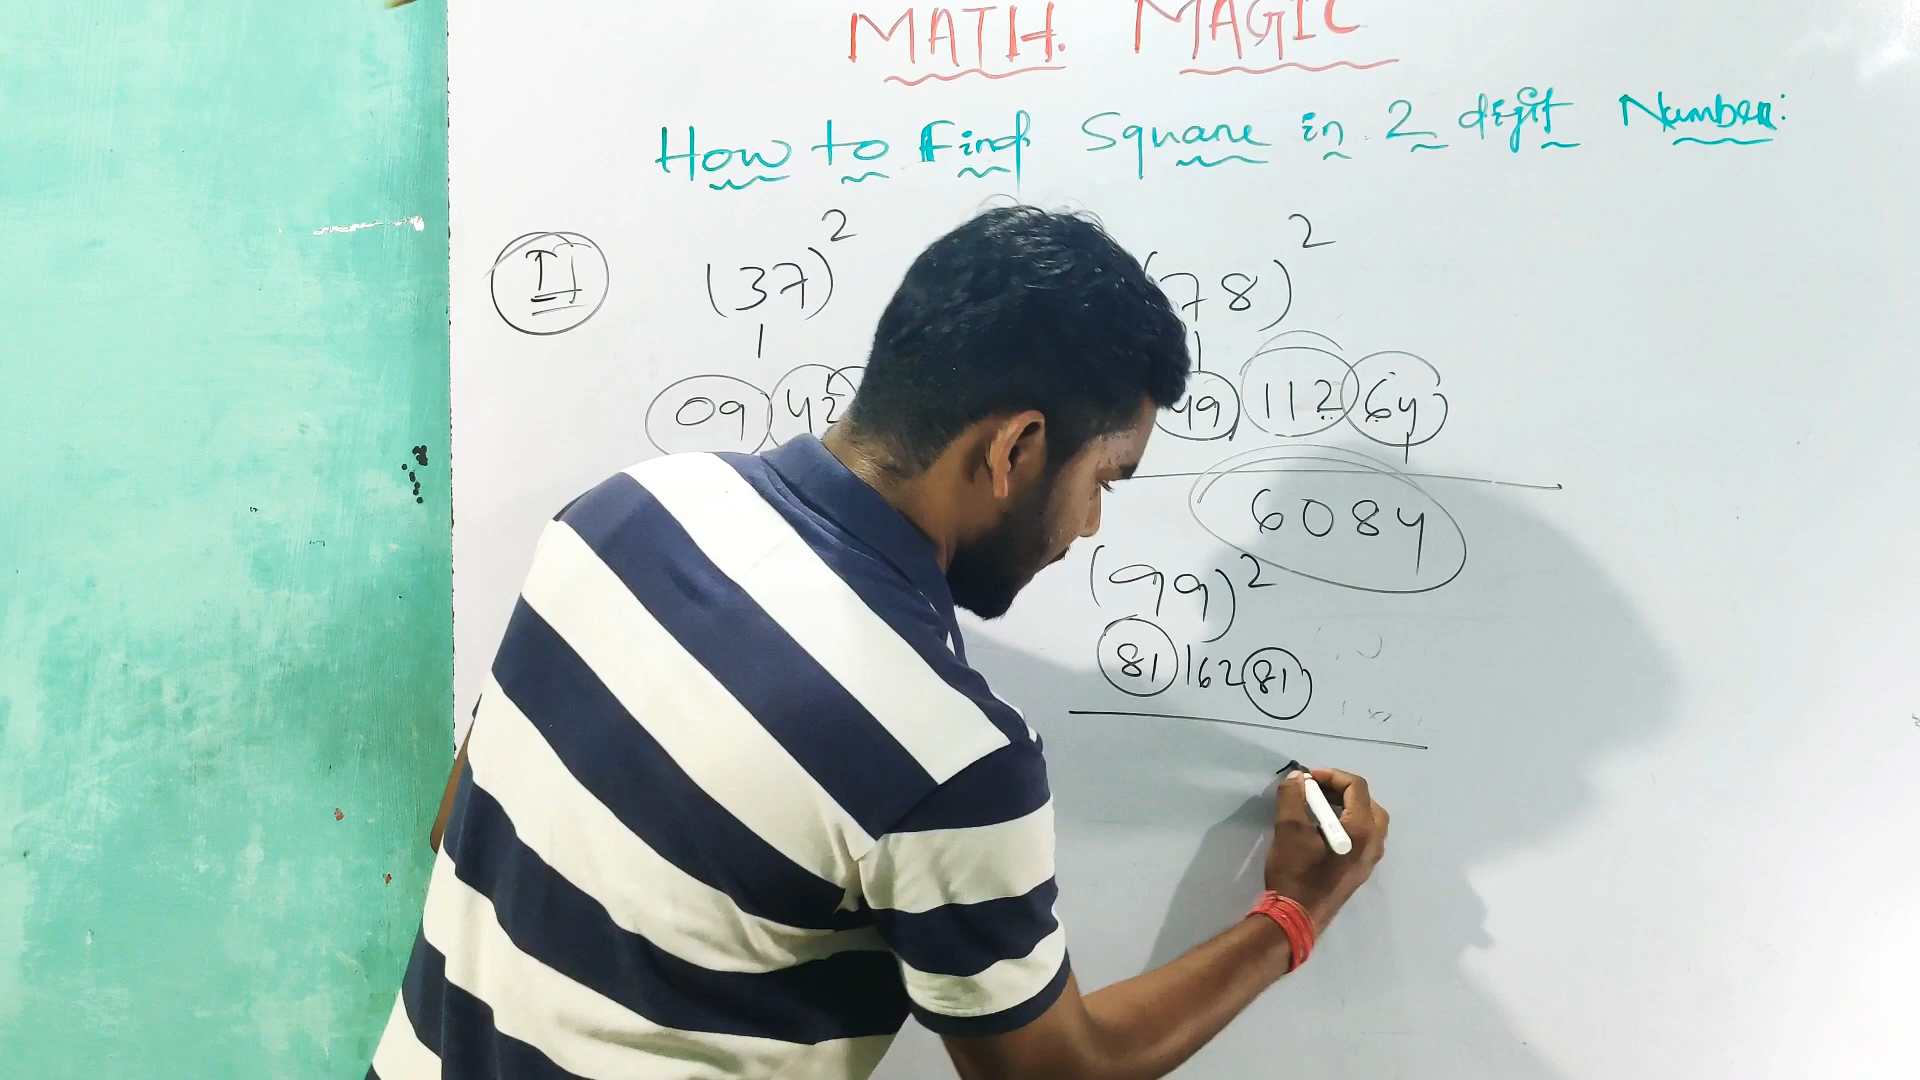 MATH. MAGIC
How to Find Square in 2 digit Number:
II (37)² (78)²
09 42 49 112 64
6084
(99)²
81 162 81